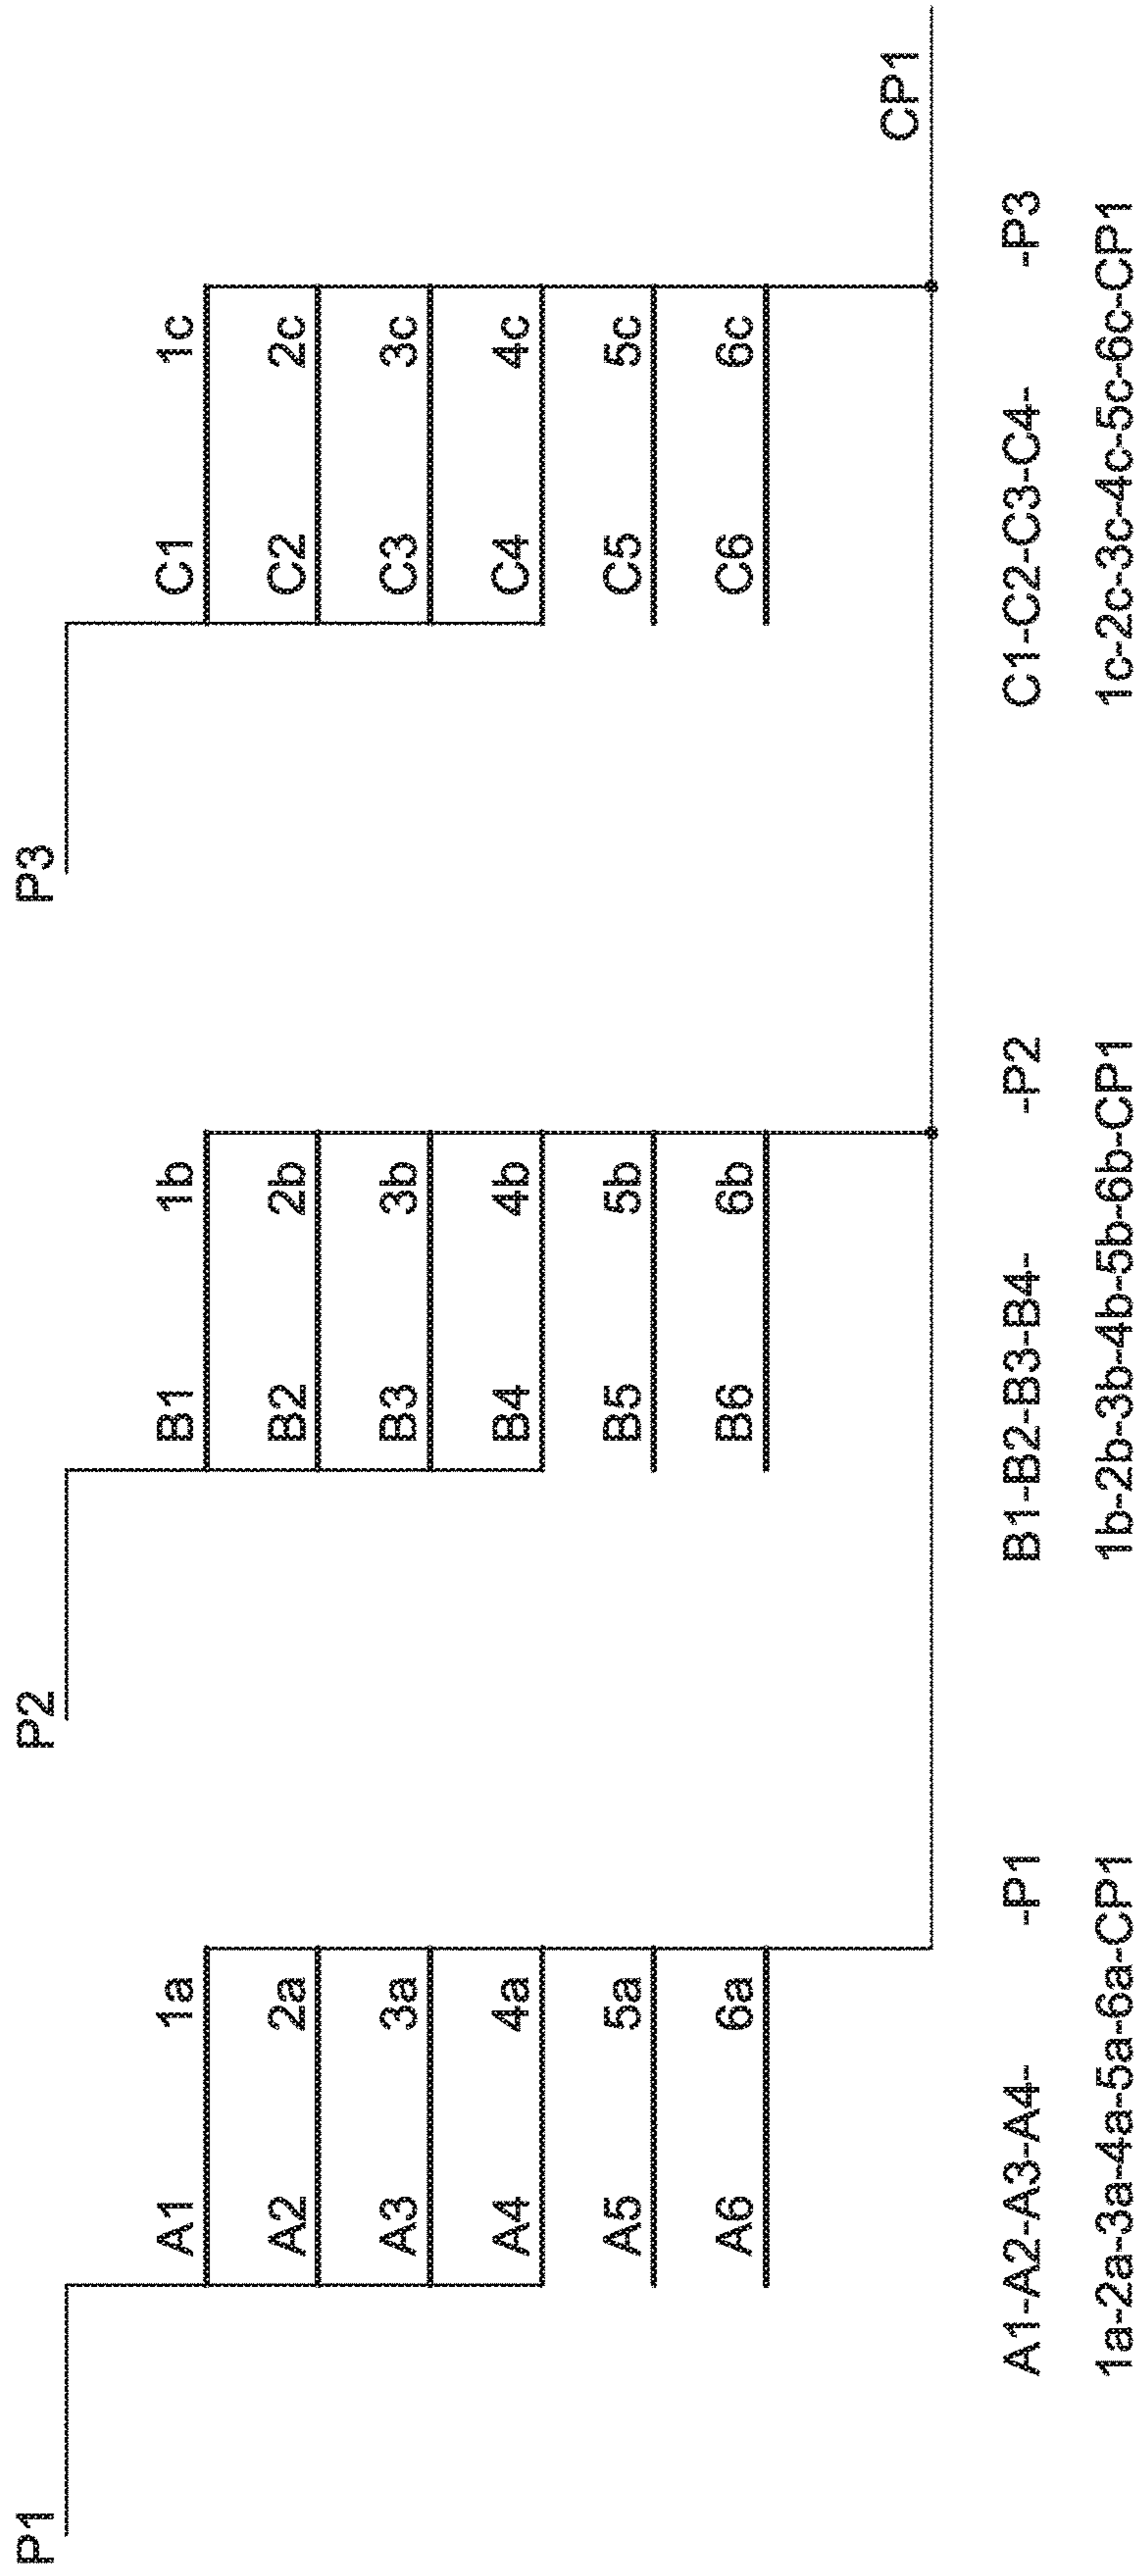 P1
P2
P3
A1 1a
B1 1b
C1 1c
A2 2a
B2 2b
C2 2c
A3 3a
B3 3b
C3 3c
A4 4a
B4 4b
C4 4c
A5 5a
B5 5b
C5 5c
A6 6a
B6 6b
C6 6c
CP1
A1-A2-A3-A4- -P1
B1-B2-B3-B4- -P2
C1-C2-C3-C4- -P3
1a-2a-3a-4a-5a-6a-CP1
1b-2b-3b-4b-5b-6b-CP1
1c-2c-3c-4c-5c-6c-CP1